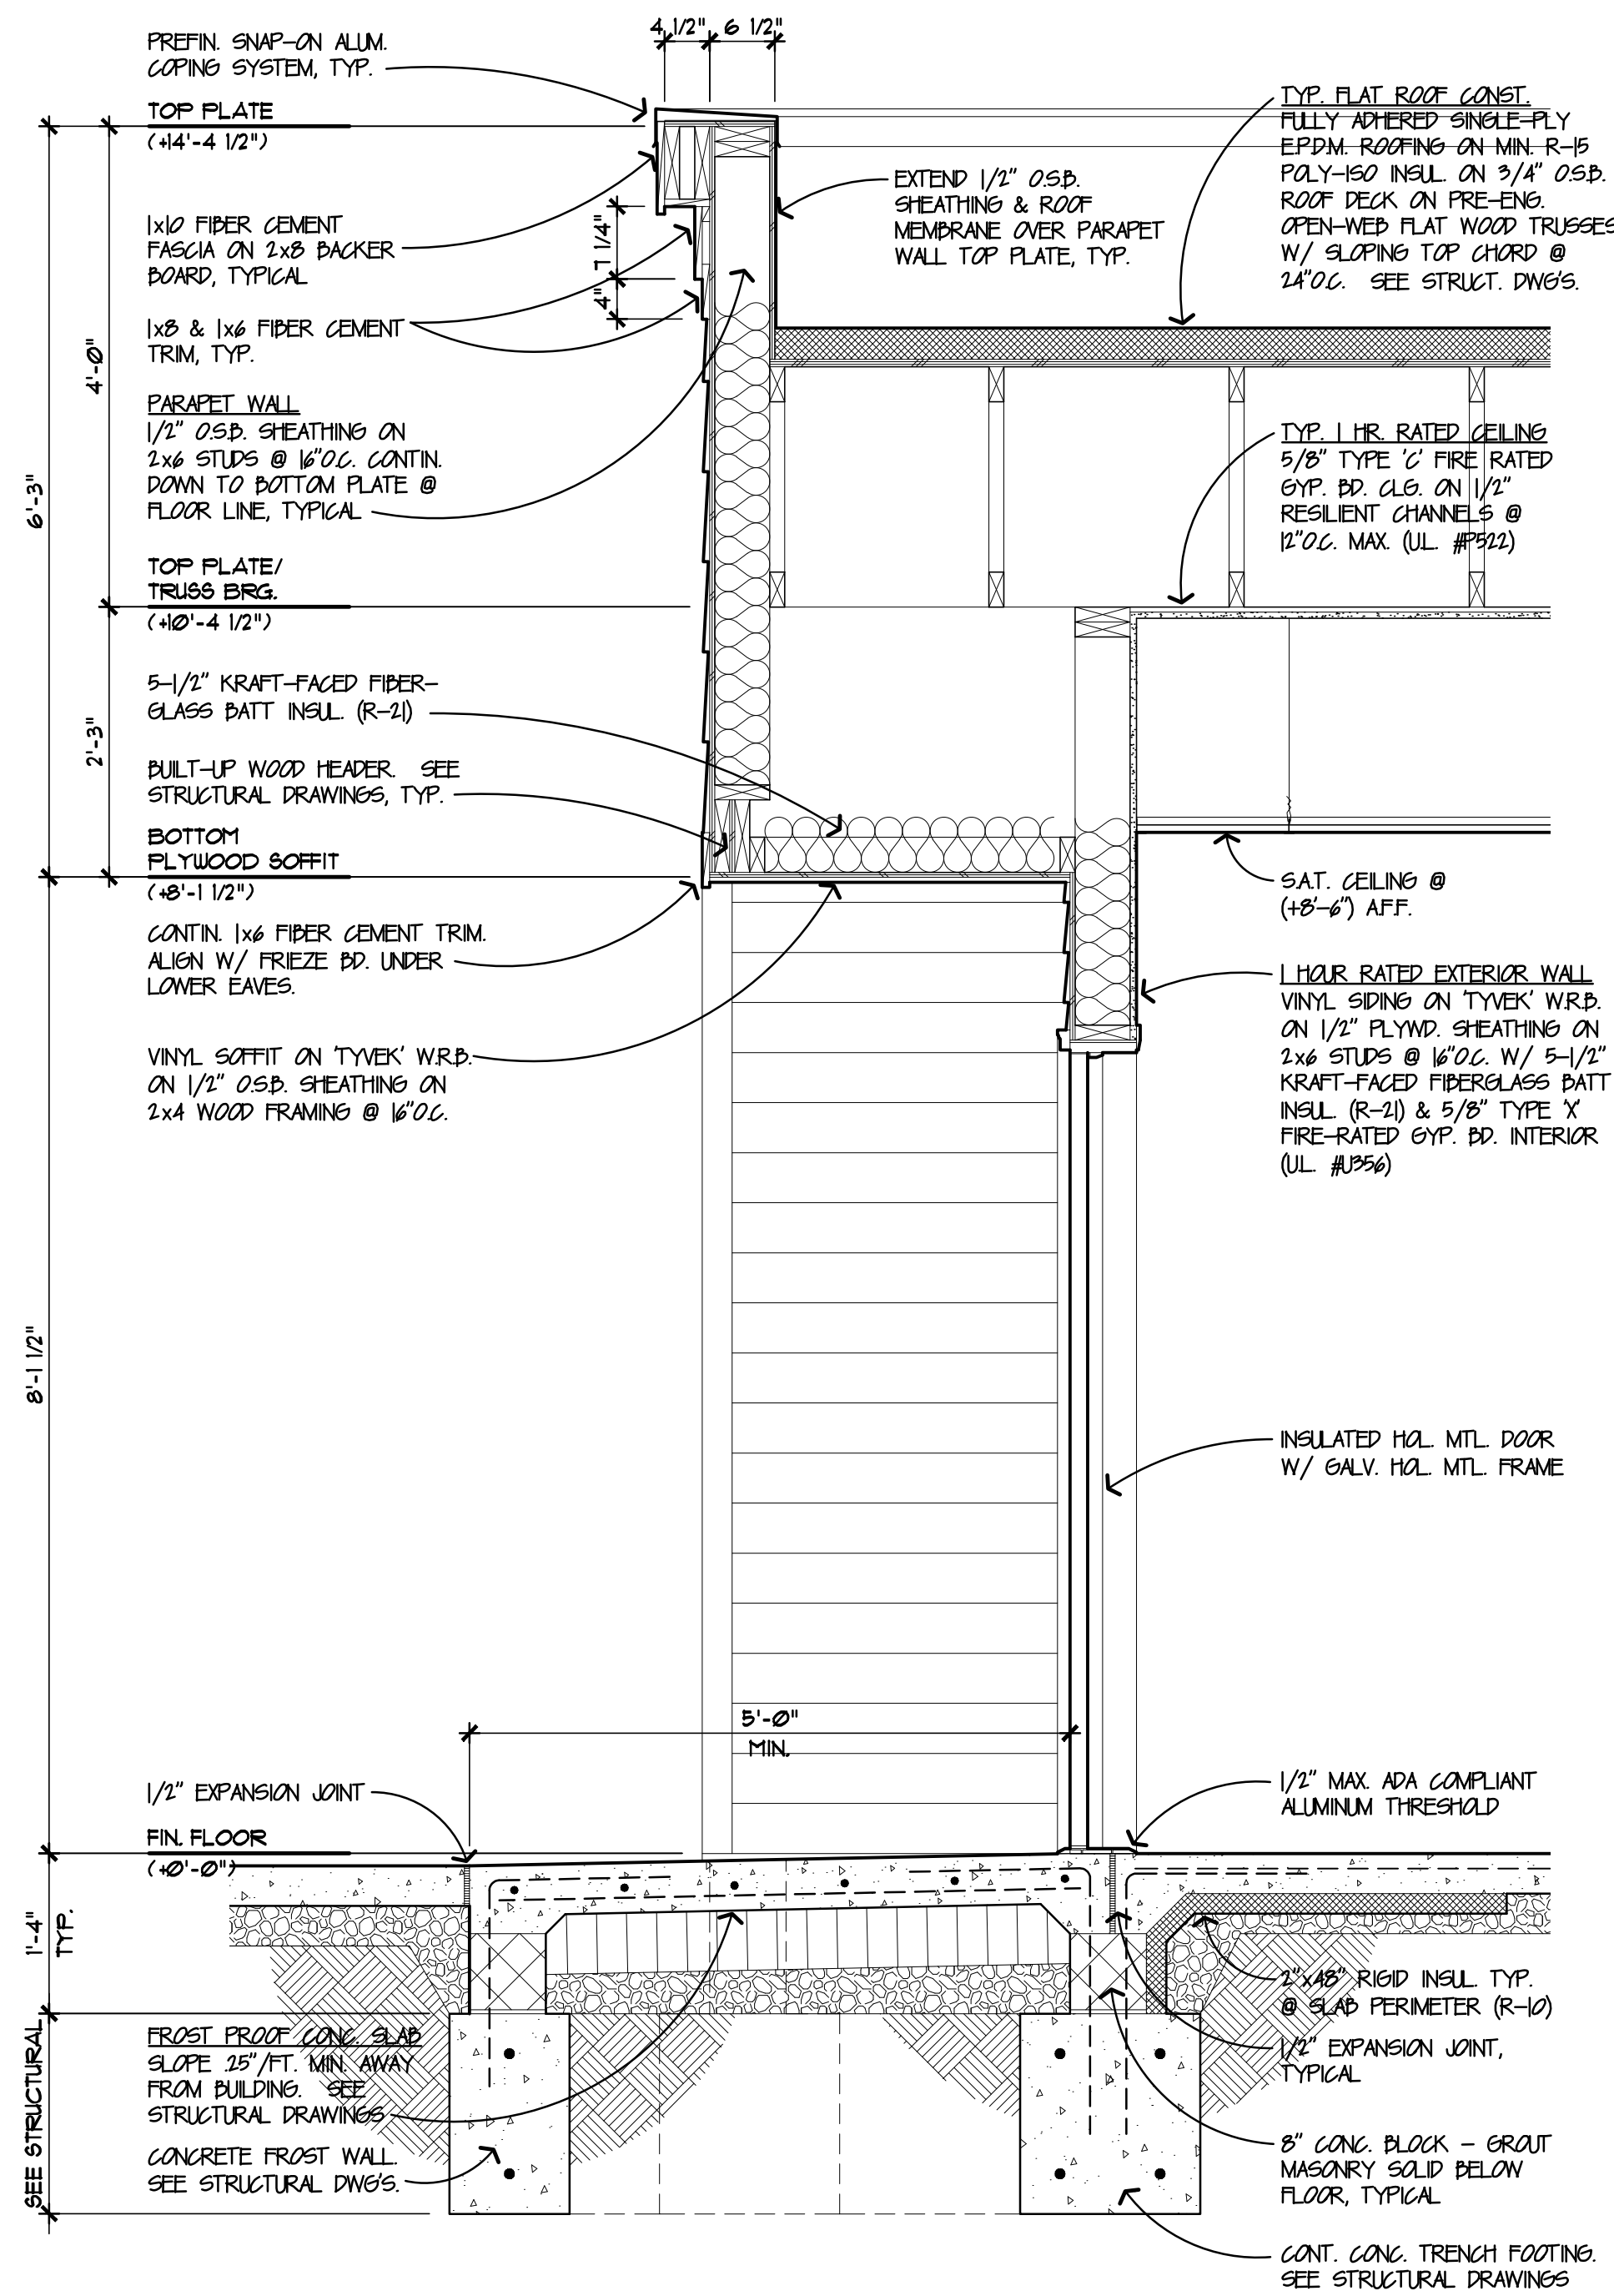 4 1/2" 6 1/2"
PREFIN. SNAP-ON ALUM.
COPING SYSTEM, TYP.
TOP PLATE
(+14'-4 1/2")
1x10 FIBER CEMENT
FASCIA ON 2x8 BACKER
BOARD, TYPICAL
1x8 & 1x6 FIBER CEMENT
TRIM, TYP.
7 1/4"
4"
PARAPET WALL
1/2" O.S.B. SHEATHING ON
2x6 STUDS @ 16"O.C. CONTIN.
DOWN TO BOTTOM PLATE @
FLOOR LINE, TYPICAL
4'-0"
6'-3"
TOP PLATE/
TRUSS BRG.
(+10'-4 1/2")
5-1/2" KRAFT-FACED FIBER-
GLASS BATT INSUL. (R-21)
2'-3"
BUILT-UP WOOD HEADER. SEE
STRUCTURAL DRAWINGS, TYP.
BOTTOM
PLYWOOD SOFFIT
(+8'-1 1/2")
CONTIN. 1x6 FIBER CEMENT TRIM.
ALIGN W/ FRIEZE BD. UNDER
LOWER EAVES.
VINYL SOFFIT ON 'TYVEK' W.R.B.
ON 1/2" O.S.B. SHEATHING ON
2x4 WOOD FRAMING @ 16"O.C.
8'-1 1/2"
EXTEND 1/2" O.S.B.
SHEATHING & ROOF
MEMBRANE OVER PARAPET
WALL TOP PLATE, TYP.
TYP. FLAT ROOF CONST.
FULLY ADHERED SINGLE-PLY
E.P.D.M. ROOFING ON MIN. R-15
POLY-ISO INSUL. ON 3/4" O.S.B.
ROOF DECK ON PRE-ENG.
OPEN-WEB FLAT WOOD TRUSSES
W/ SLOPING TOP CHORD @
24"O.C. SEE STRUCT. DWG'S.
TYP. 1 HR. RATED CEILING
5/8" TYPE 'C' FIRE RATED
GYP. BD. CLG. ON 1/2"
RESILIENT CHANNELS @
12"O.C. MAX. (U.L. #P522)
S.A.T. CEILING @
(+8'-6") A.F.F.
1 HOUR RATED EXTERIOR WALL
VINYL SIDING ON 'TYVEK' W.R.B.
ON 1/2" PLYWD. SHEATHING ON
2x6 STUDS @ 16"O.C. W/ 5-1/2"
KRAFT-FACED FIBERGLASS BATT
INSUL. (R-21) & 5/8" TYPE 'X'
FIRE-RATED GYP. BD. INTERIOR
(U.L. #U356)
INSULATED HOL. MTL. DOOR
W/ GALV. HOL. MTL. FRAME
5'-0"
MIN.
1/2" EXPANSION JOINT
FIN. FLOOR
(+0'-0")
1'-4"
TYP.
SEE STRUCTURAL
FROST PROOF CONC. SLAB
SLOPE .25"/FT. MIN. AWAY
FROM BUILDING. SEE
STRUCTURAL DRAWINGS
CONCRETE FROST WALL.
SEE STRUCTURAL DWG'S.
1/2" MAX. ADA COMPLIANT
ALUMINUM THRESHOLD
2"x48" RIGID INSUL. TYP.
@ SLAB PERIMETER (R-10)
1/2" EXPANSION JOINT,
TYPICAL
8" CONC. BLOCK - GROUT
MASONRY SOLID BELOW
FLOOR, TYPICAL
CONT. CONC. TRENCH FOOTING.
SEE STRUCTURAL DRAWINGS